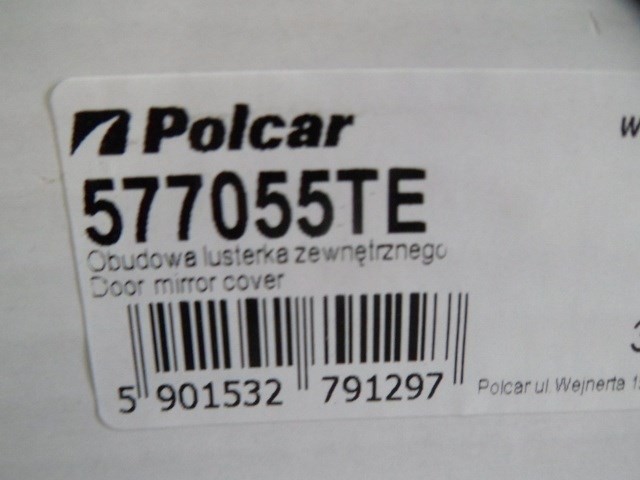 Polcar
577055TE
Obudowa lusterka zewnętrznego
Door mirror cover
5 901532 791297
Polcar ul. Wejnerta